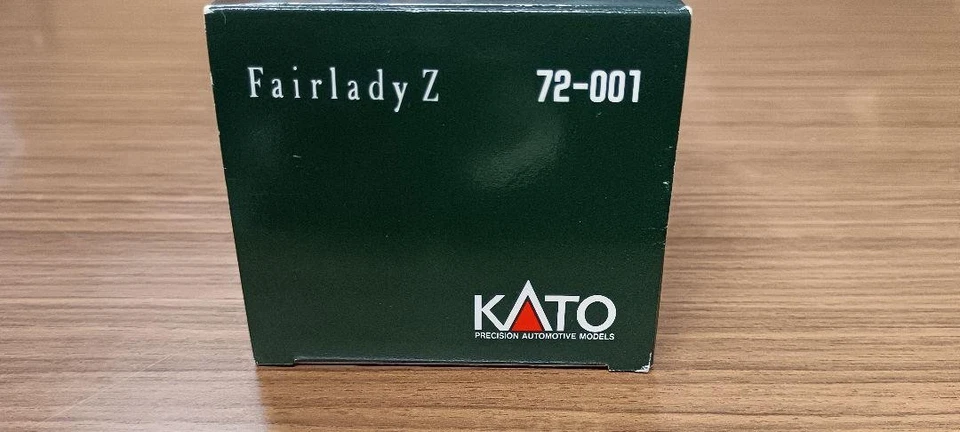 Fairlady Z 72-001
KATO
PRECISION AUTOMOTIVE MODELS